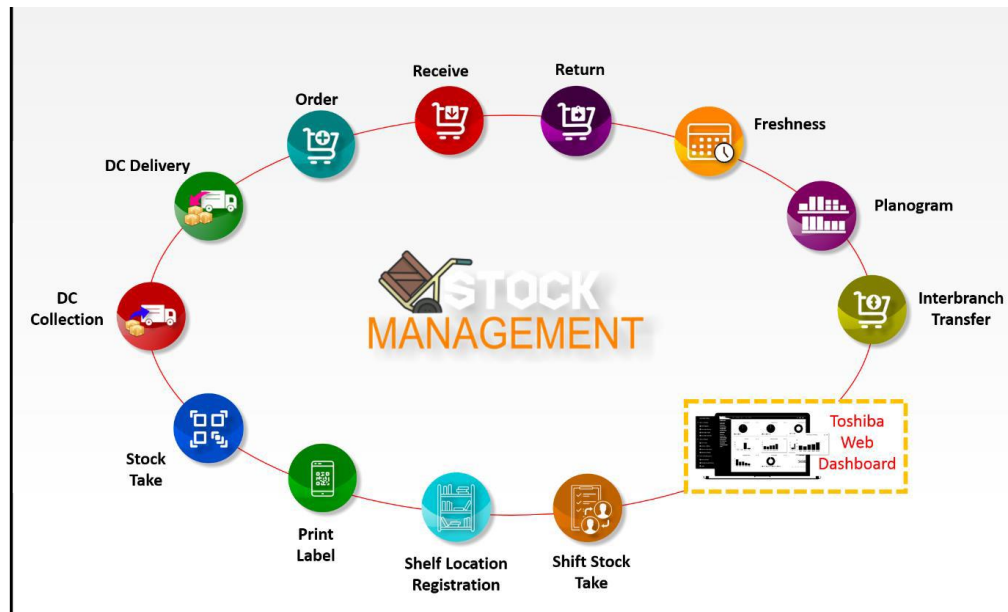 Receive
Return
Order
Freshness
DC Delivery
Planogram
DC
Collection
Interbranch
Transfer
STOCK
MANAGEMENT
Toshiba
Web
Dashboard
Stock
Take
Print
Label
Shelf Location
Registration
Shift Stock
Take